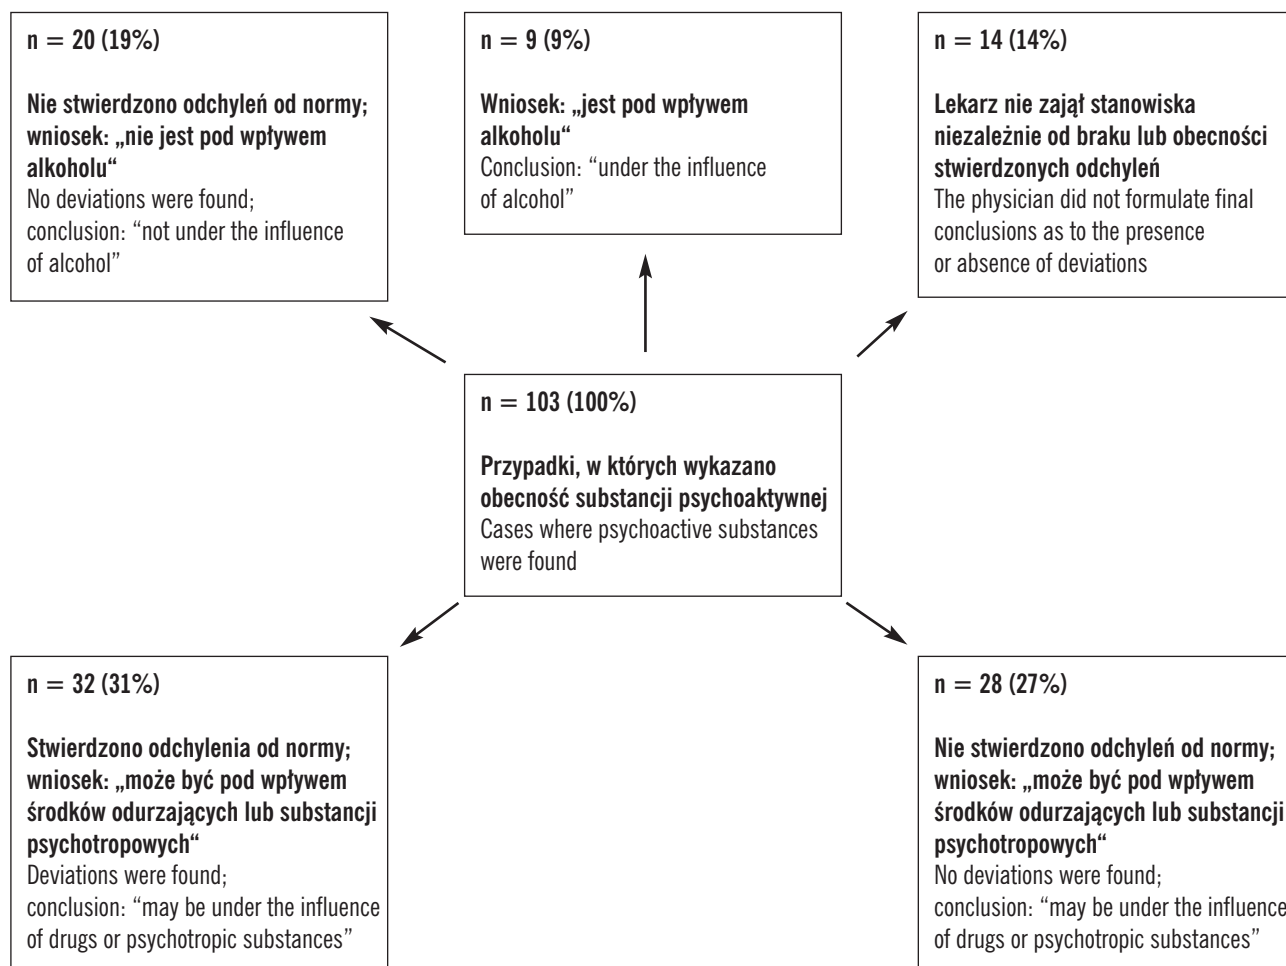 n = 20 (19%)
Nie stwierdzono odchyleń od normy;
wniosek: „nie jest pod wpływem
alkoholu“
No deviations were found;
conclusion: “not under the influence
of alcohol”
n = 9 (9%)
Wniosek: „jest pod wpływem
alkoholu“
Conclusion: “under the influence
of alcohol”
n = 14 (14%)
Lekarz nie zajął stanowiska
niezależnie od braku lub obecności
stwierdzonych odchyleń
The physician did not formulate final
conclusions as to the presence
or absence of deviations
n = 103 (100%)
Przypadki, w których wykazano
obecność substancji psychoaktywnej
Cases where psychoactive substances
were found
n = 32 (31%)
Stwierdzono odchylenia od normy;
wniosek: „może być pod wpływem
środków odurzających lub substancji
psychotropowych“
Deviations were found;
conclusion: “may be under the influence
of drugs or psychotropic substances”
n = 28 (27%)
Nie stwierdzono odchyleń od normy;
wniosek: „może być pod wpływem
środków odurzających lub substancji
psychotropowych“
No deviations were found;
conclusion: “may be under the influence
of drugs or psychotropic substances”